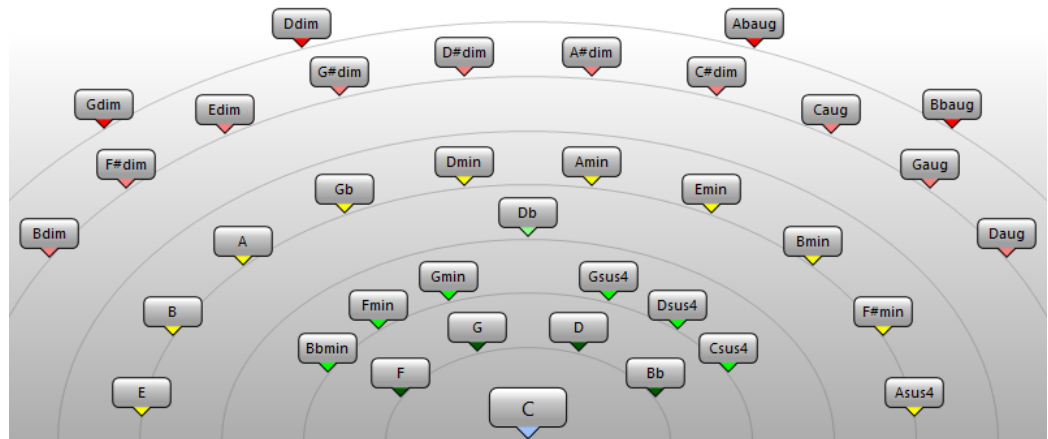 Ddim
Abaug
D#dim
A#dim
G#dim
C#dim
Gdim
Edim
Caug
Bbaug
F#dim
Gaug
Dmin
Amin
Gb
Emin
Db
Bdim
A
Bmin
Daug
Gmin
Gsus4
Fmin
Dsus4
B
F#min
G
D
Bbmin
Csus4
F
Bb
E
Asus4
C